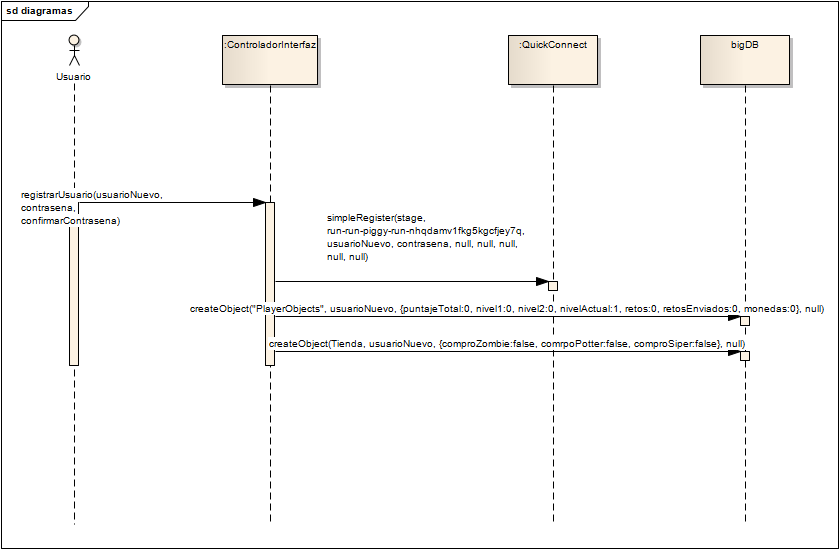 sd diagramas
:ControladorInterfaz
:QuickConnect
bigDB
Usuario
registrarUsuario(usuarioNuevo,
contrasena,
confirmarContrasena)
simpleRegister(stage,
run-run-piggy-run-nhqdamv1fkg5kgcfjey7q,
usuarioNuevo, contrasena, null, null, null,
null, null)
createObject("PlayerObjects", usuarioNuevo, {puntajeTotal:0, nivel1:0, nivel2:0, nivelActual:1, retos:0, retosEnviados:0, monedas:0}, null)
createObject(Tienda, usuarioNuevo, {comproZombie:false, comrpoPotter:false, comproSiper:false}, null)